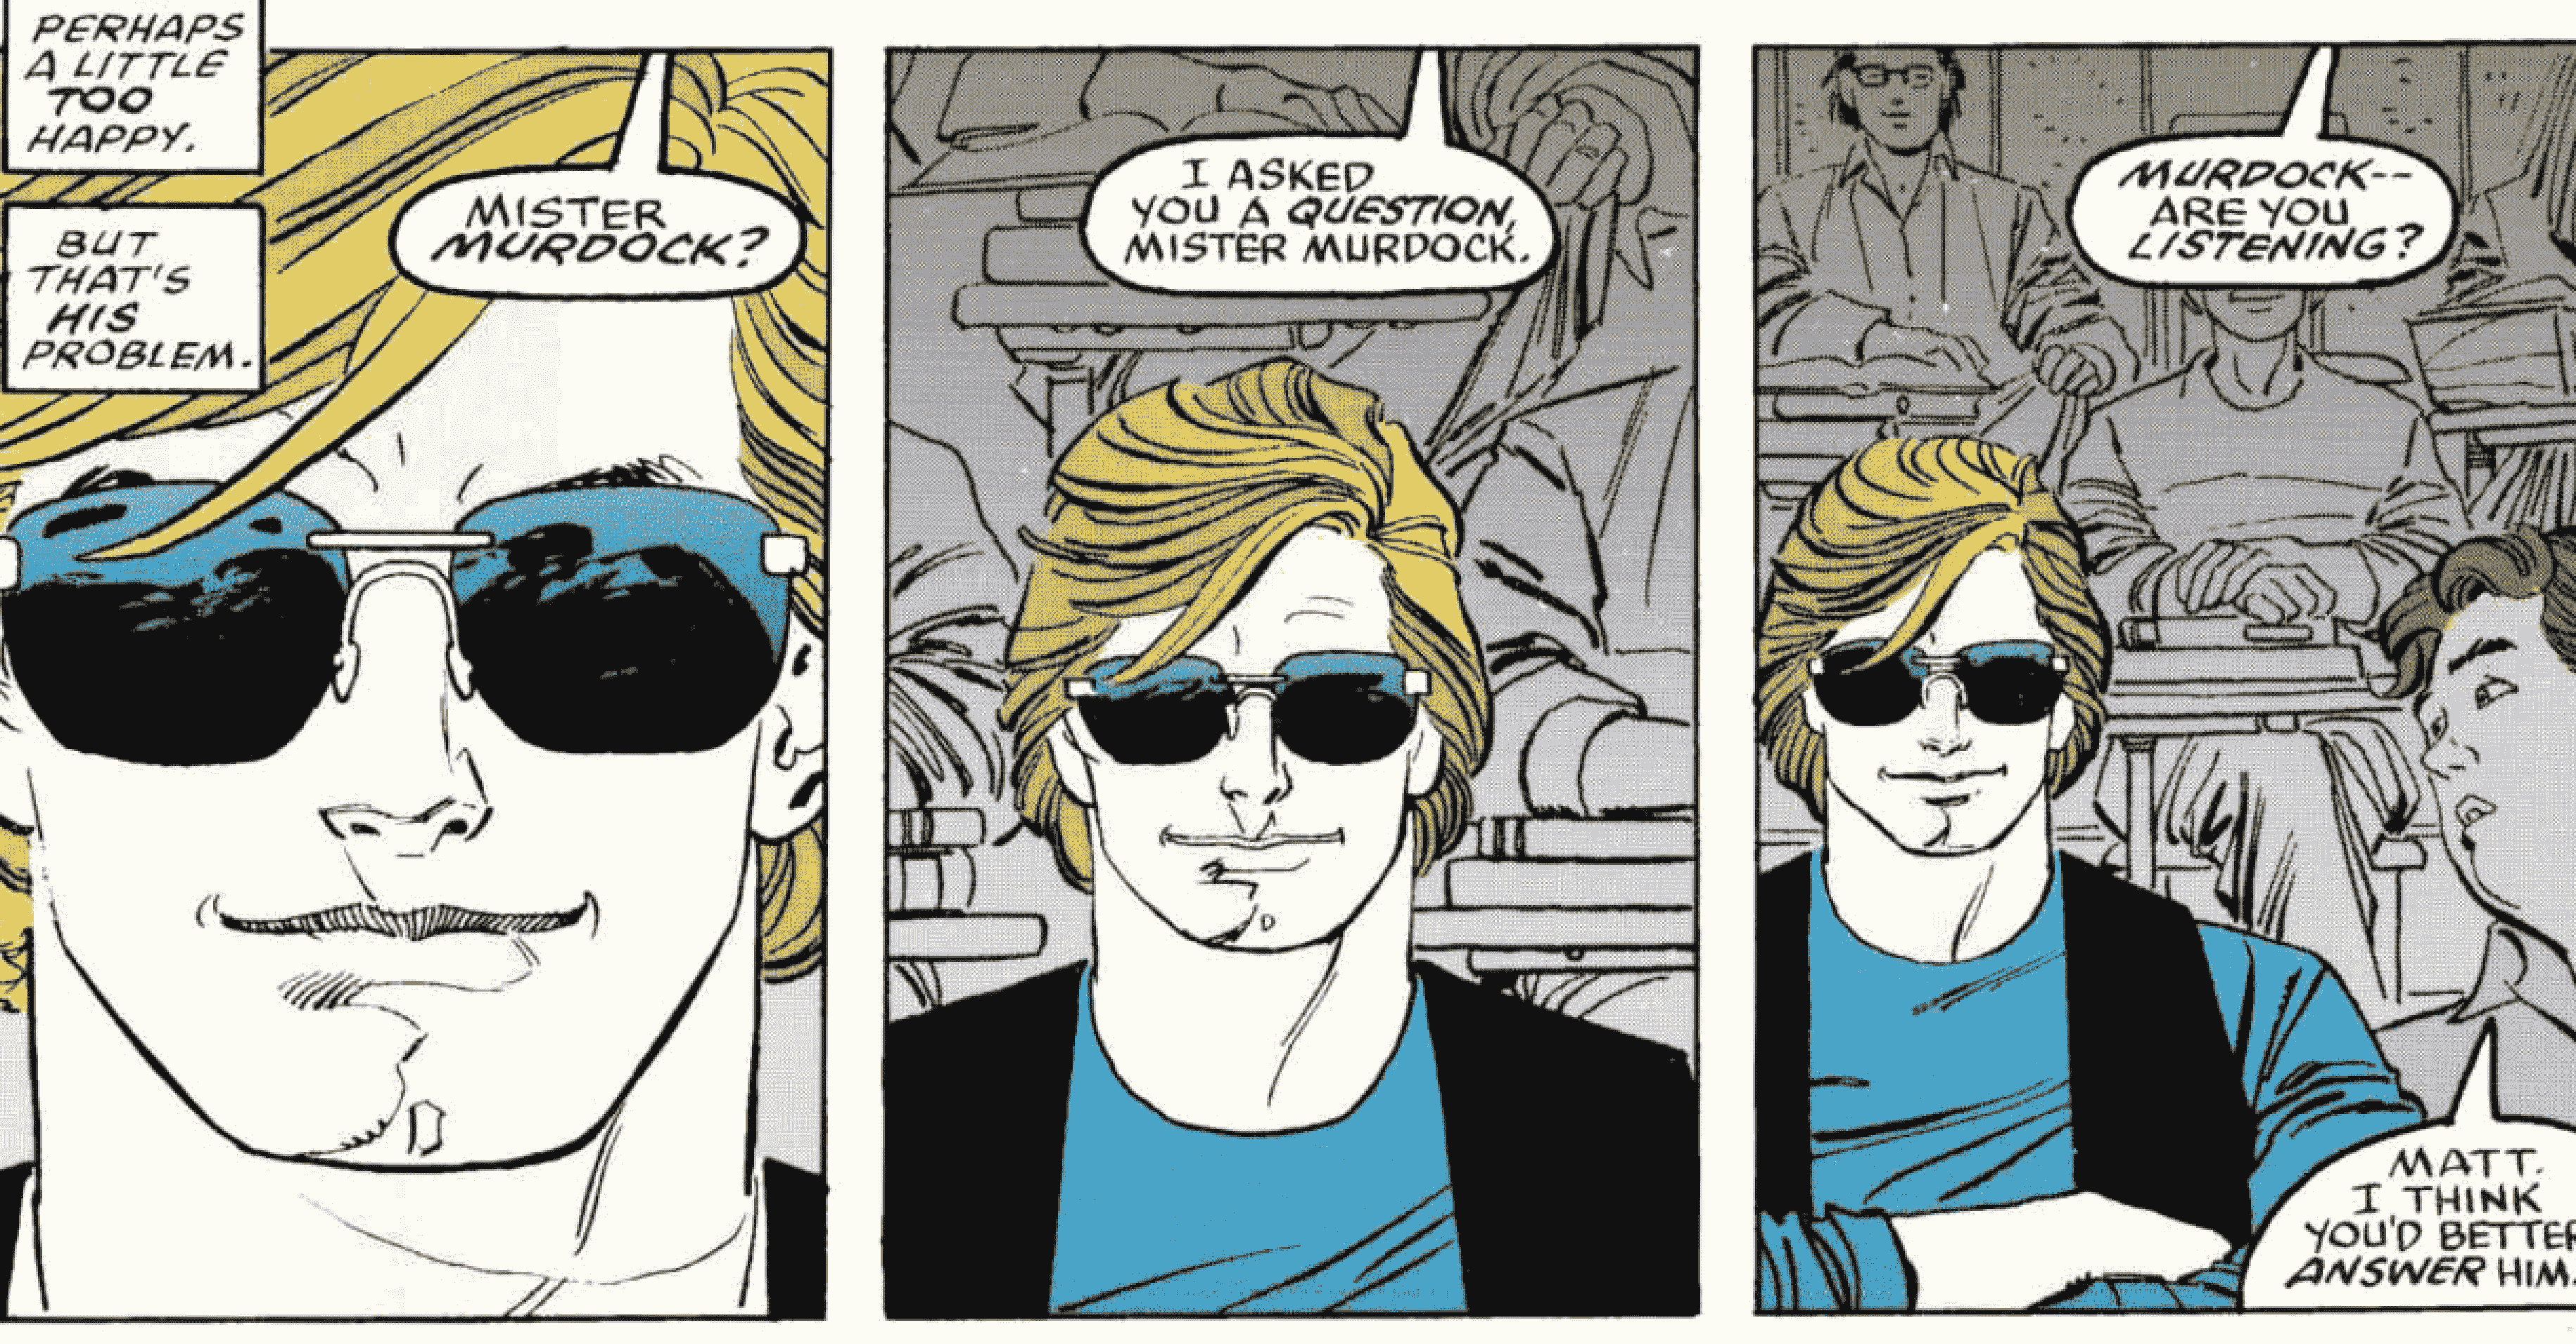 PERHAPS
A LITTLE
TOO
HAPPY.
BUT
THAT'S
HIS
PROBLEM.
MISTER
MURDOCK?
I ASKED
YOU A QUESTION,
MISTER MURDOCK.
MURDOCK--
ARE YOU
LISTENING?
MATT.
I THINK
YOU'D BETTER
ANSWER HIM.